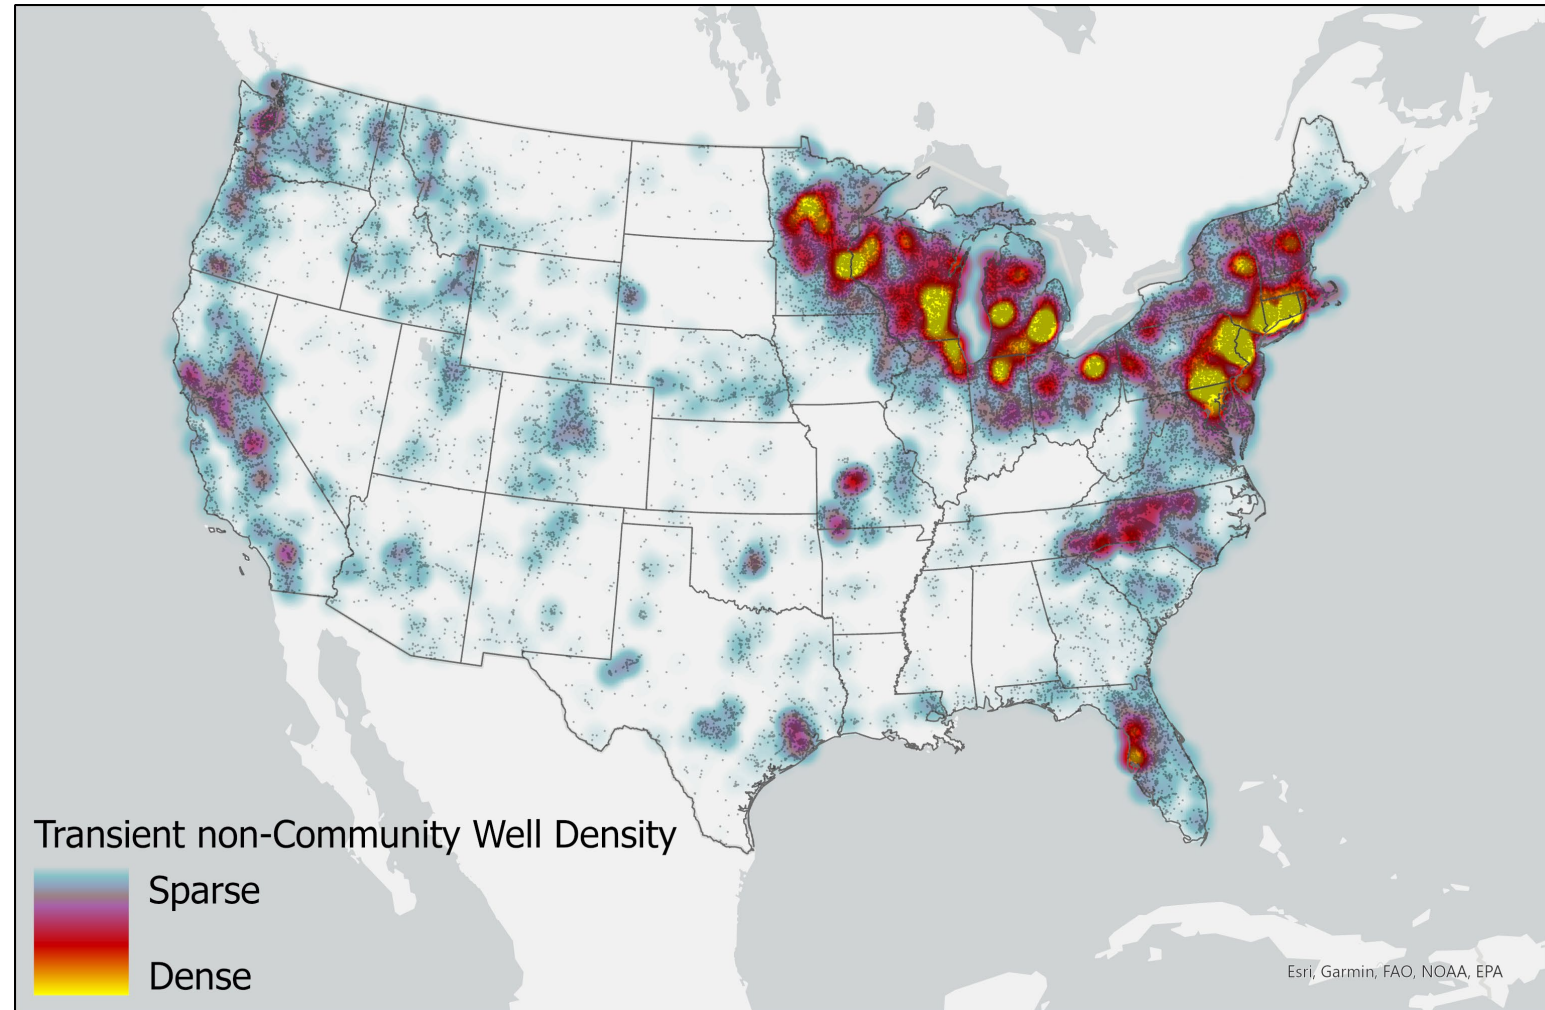 Transient non-Community Well Density
Sparse
Dense
Esri, Garmin, FAO, NOAA, EPA